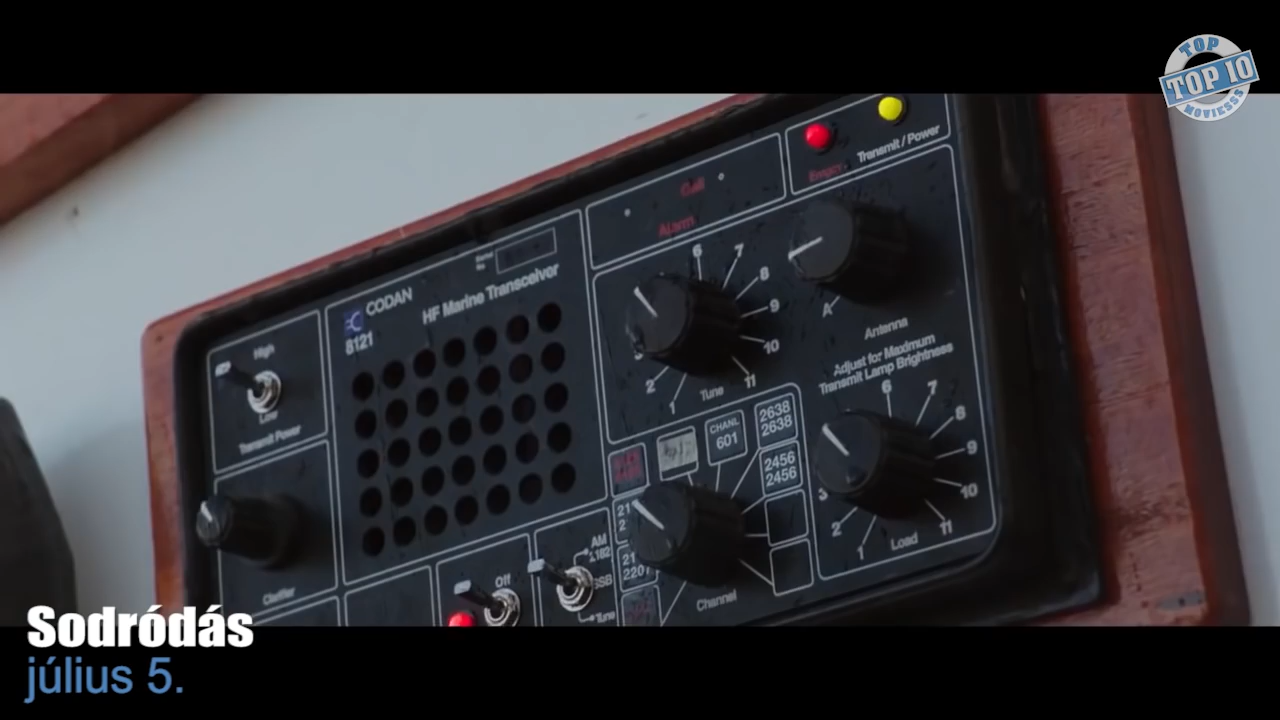 TOP
TOP 10
MOVIESSS
Transmit / Power
Call
Alarm
CODAN
8121
HF Marine Transceiver
Serial
No
High
Low
Transmit Power
Clarifier
6
7
8
9
10
11
2
1
Tune
A
Antenna
Adjust for Maximum
Transmit Lamp Brightness
6
7
8
9
10
11
3
2
1
Load
CHANL
601
2638
2638
2456
2456
Channel
Off
AM
SSB
Tune
Sodródás
július 5.